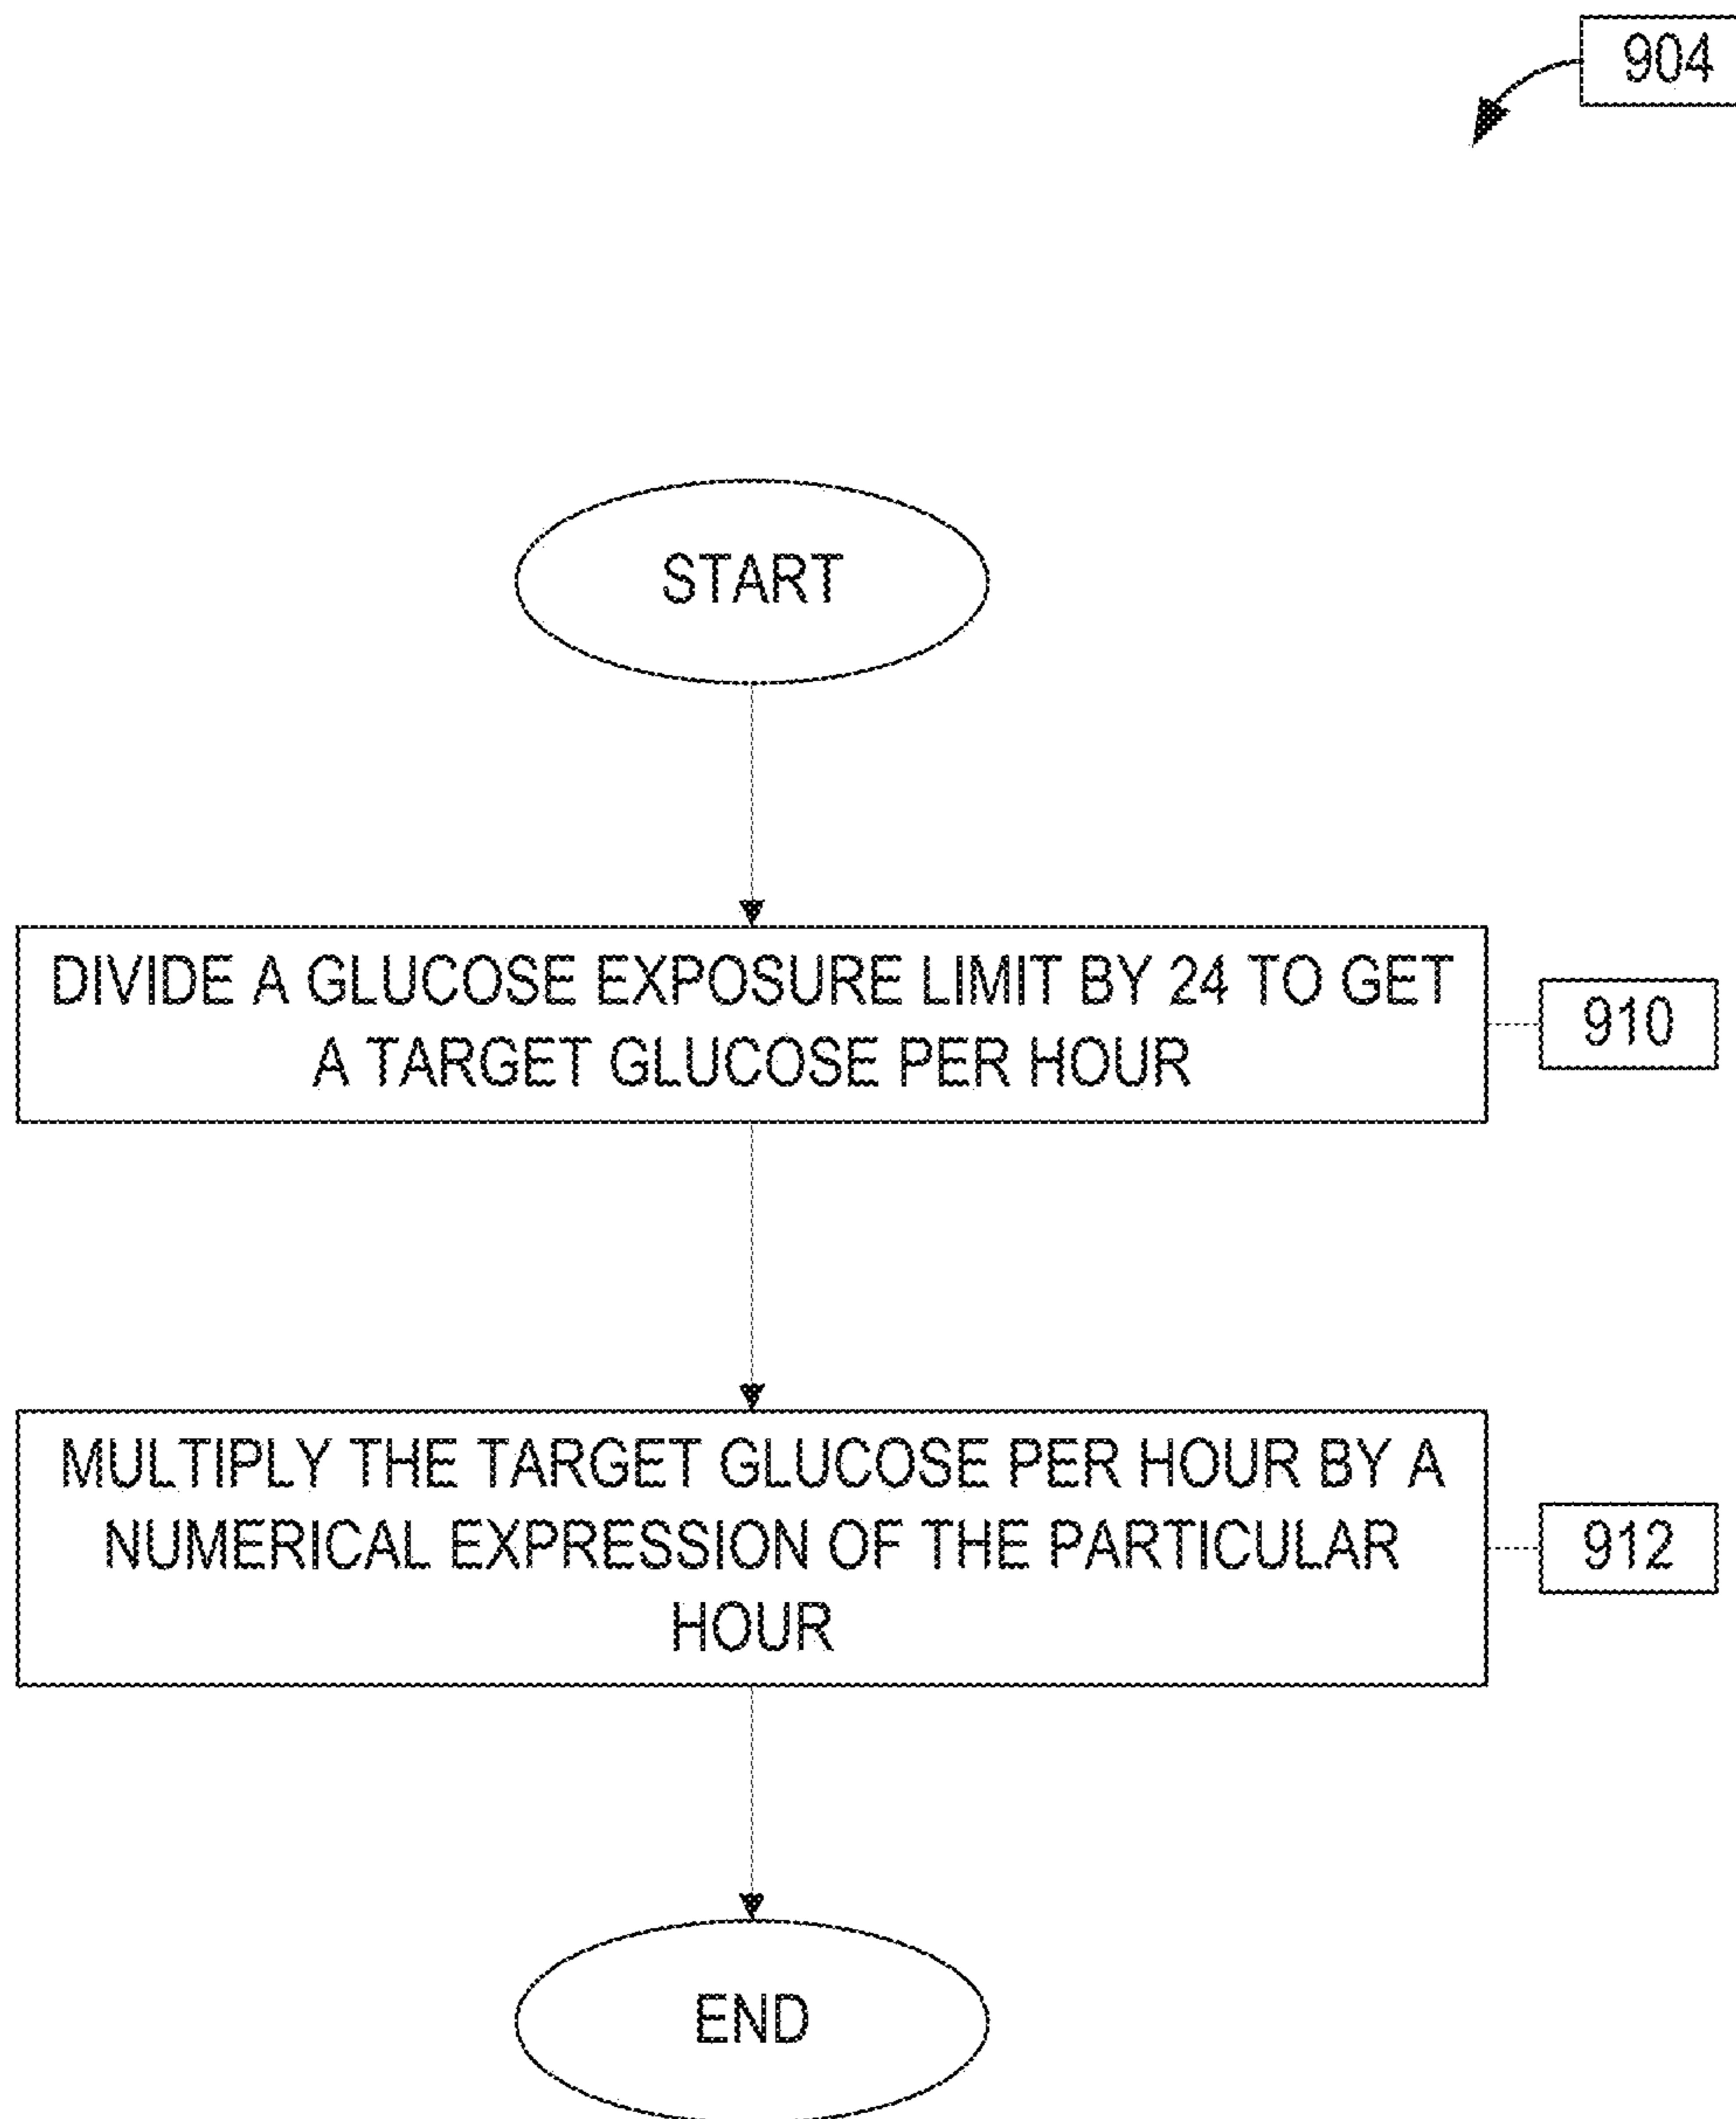 904
START
DIVIDE A GLUCOSE EXPOSURE LIMIT BY 24 TO GET
A TARGET GLUCOSE PER HOUR
910
MULTIPLY THE TARGET GLUCOSE PER HOUR BY A
NUMERICAL EXPRESSION OF THE PARTICULAR
HOUR
912
END